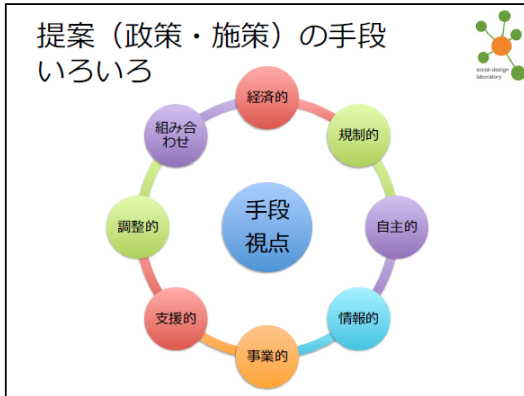 提案（政策・施策）の手段
いろいろ
social-design
laboratory
経済的
規制的
自主的
情報的
事業的
支援的
調整的
組み合
わせ
手段
視点